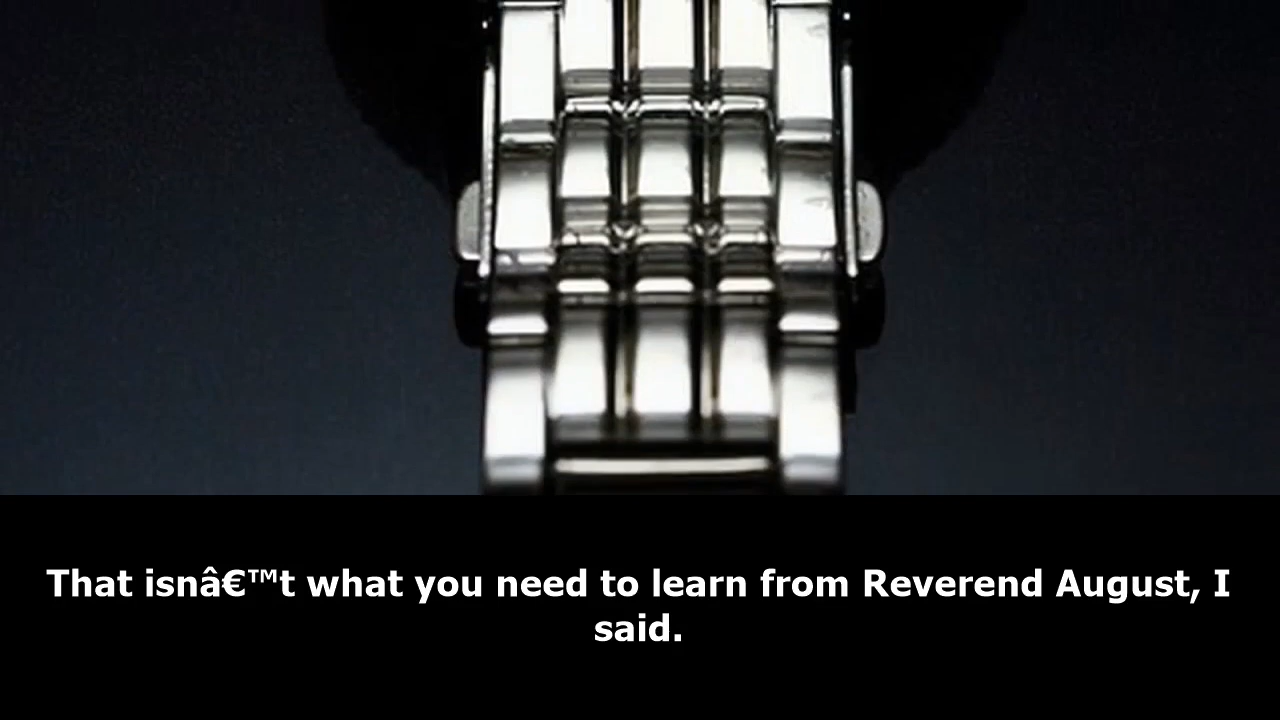 That isnâ€™t what you need to learn from Reverend August, I
said.